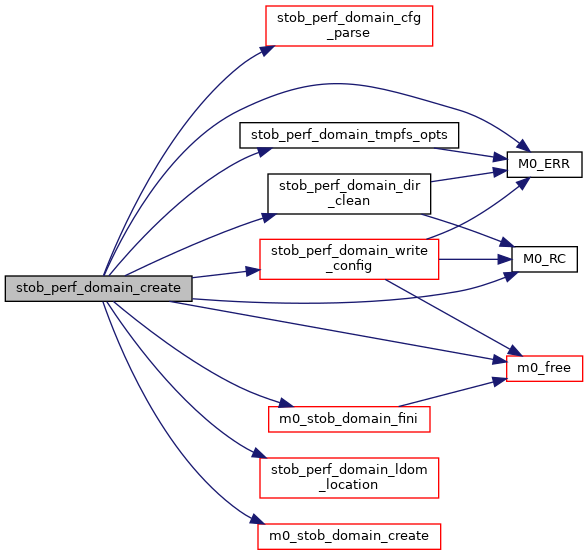 stob_perf_domain_cfg
_parse
stob_perf_domain_tmpfs_opts
M0_ERR
stob_perf_domain_dir
_clean
stob_perf_domain_write
_config
M0_RC
stob_perf_domain_create
m0_free
m0_stob_domain_fini
stob_perf_domain_ldom
_location
m0_stob_domain_create